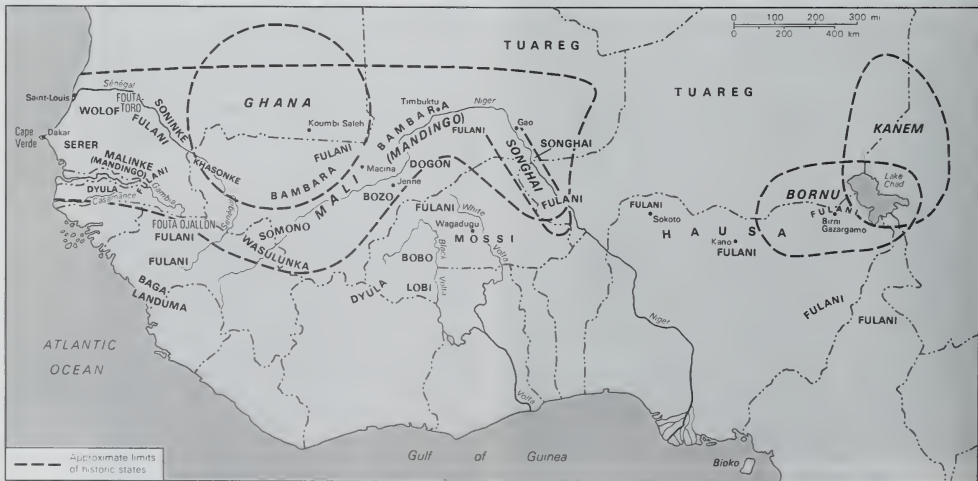 0 100 200 300 mi
0 200 400 km
TUAREG
TUAREG
KANEM
Sénégal
Saint-Louis
FOUTA-TORO
WOLOF
SONINKE
FULANI
GHANA
Koumbi Saleh
BAMBARA
(MANDINGO)
Timbuktu
Niger
FULANI
Gao
SONGHAI
SONGHAI
FULANI
Cape Verde
Dakar
SERER
MALINKE
(MANDINGO)
FULANI
DYULA
Gambia
Casamance
KHASONKE
FULANI
BAMBARA
MALI
Macina
Jenne
DOGON
BOZO
SOMONO
WASULUNKA
FOUTA DJALLON
FULANI
FULANI
BAGA
LANDUMA
FULANI
White
Volta
Wagadugu
MOSSI
BOBO
Black
Volta
LOBI
DYULA
Volta
FULANI
Sokoto
HAUSA
Kano
FULANI
BORNU
FULANI
Birni
Gazargamo
Lake
Chad
FULANI
FULANI
Niger
ATLANTIC
OCEAN
Gulf of Guinea
Bioko
Approximate limits
of historic states